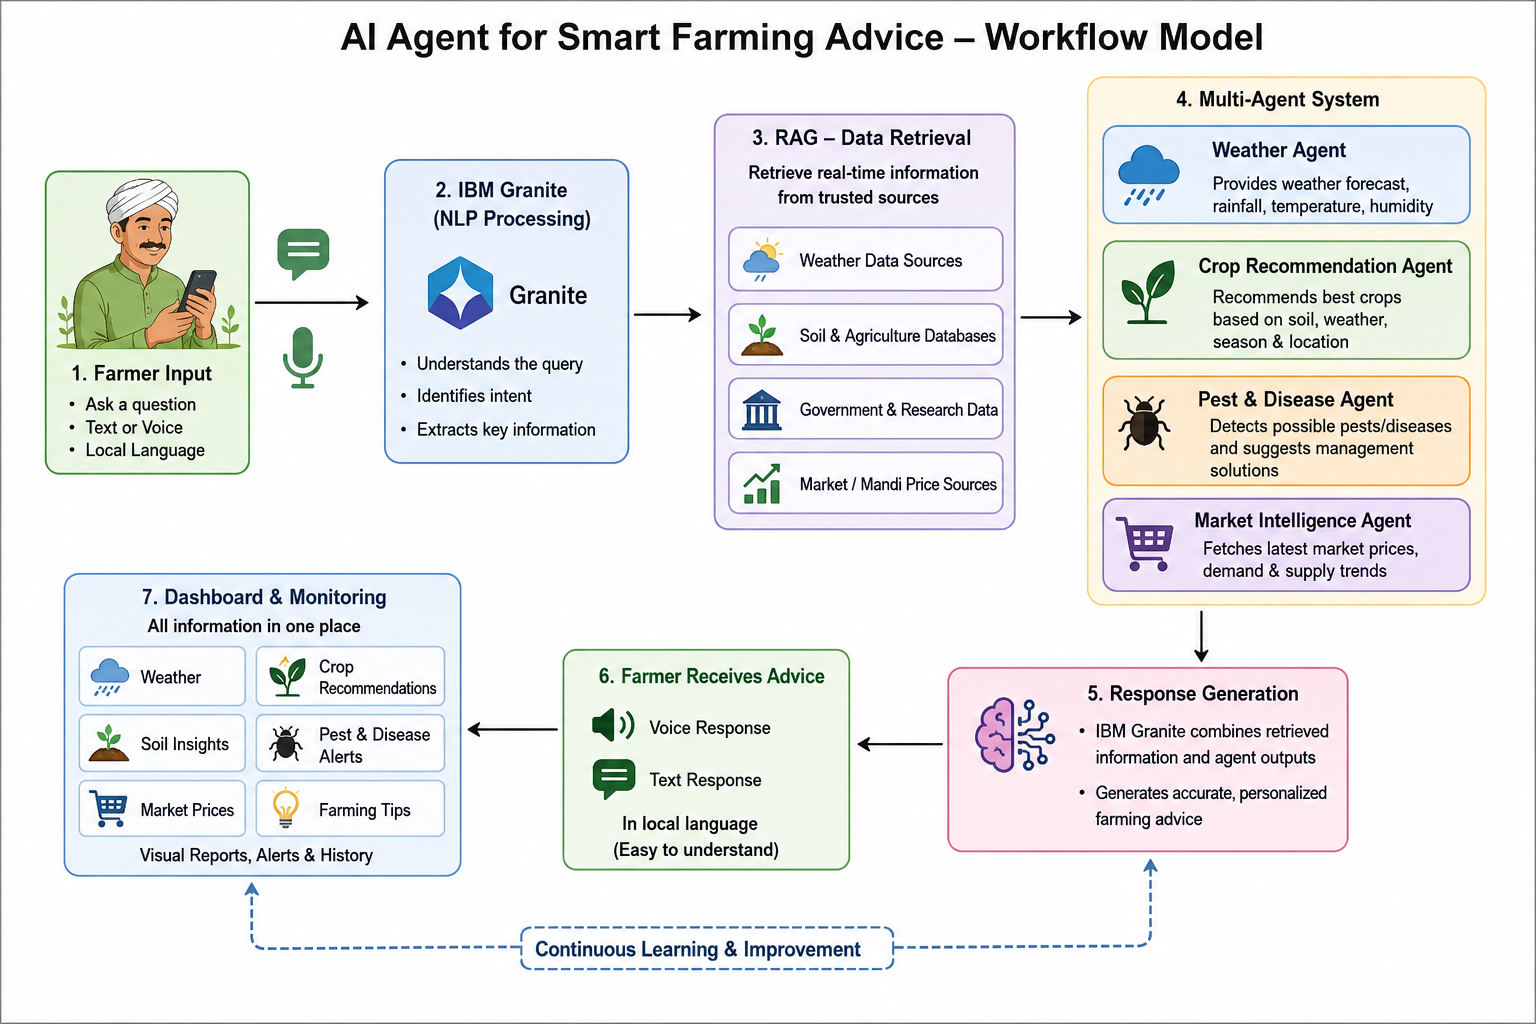 AI Agent for Smart Farming Advice – Workflow Model
1. Farmer Input
• Ask a question
• Text or Voice
• Local Language
2. IBM Granite
(NLP Processing)
Granite
• Understands the query
• Identifies intent
• Extracts key information
3. RAG – Data Retrieval
Retrieve real-time information
from trusted sources
Weather Data Sources
Soil & Agriculture Databases
Government & Research Data
Market / Mandi Price Sources
4. Multi-Agent System
Weather Agent
Provides weather forecast,
rainfall, temperature, humidity
Crop Recommendation Agent
Recommends best crops
based on soil, weather,
season & location
Pest & Disease Agent
Detects possible pests/diseases
and suggests management
solutions
Market Intelligence Agent
Fetches latest market prices,
demand & supply trends
5. Response Generation
• IBM Granite combines retrieved
information and agent outputs
• Generates accurate, personalized
farming advice
6. Farmer Receives Advice
Voice Response
Text Response
In local language
(Easy to understand)
7. Dashboard & Monitoring
All information in one place
Weather
Crop
Recommendations
Soil Insights
Pest & Disease
Alerts
Market Prices
Farming Tips
Visual Reports, Alerts & History
Continuous Learning & Improvement